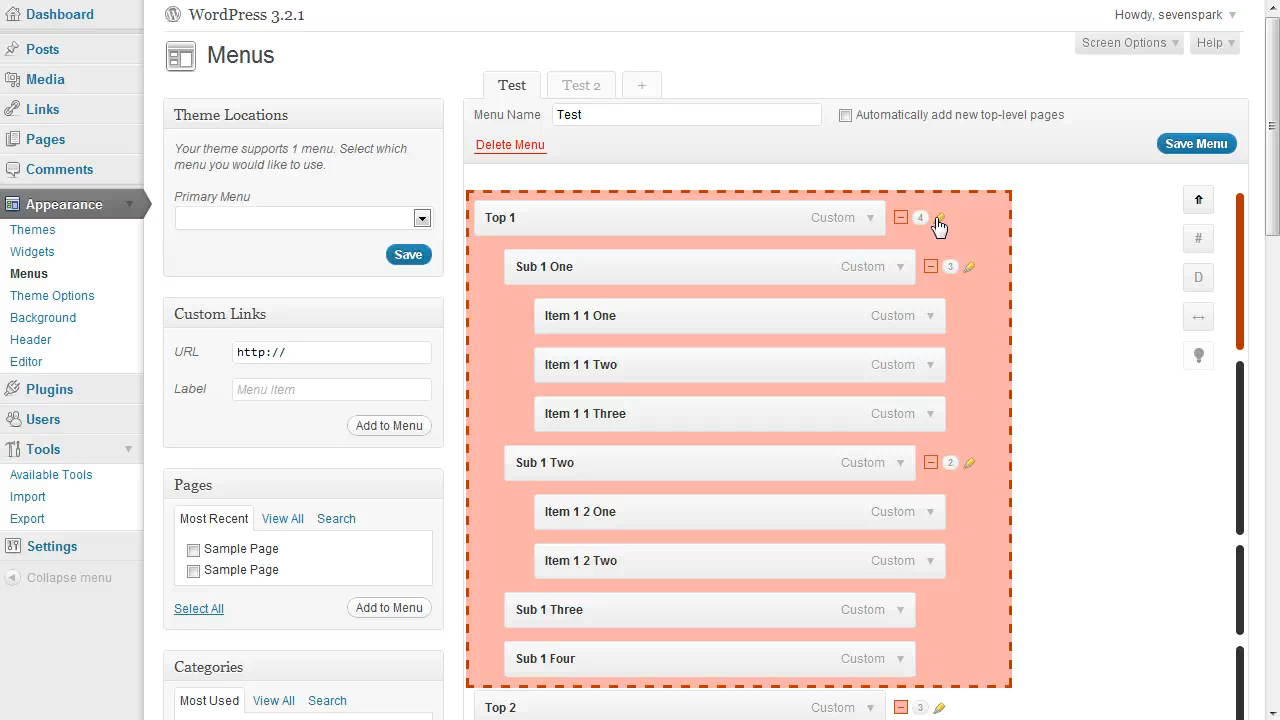 Dashboard
Posts
Media
Links
Pages
Comments
Appearance
Themes
Widgets
Menus
Theme Options
Background
Header
Editor
Plugins
Users
Tools
Available Tools
Import
Export
Settings
Collapse menu
WordPress 3.2.1
Howdy, sevenspark
Menus
Screen Options
Help
Theme Locations
Your theme supports 1 menu. Select which
menu you would like to use.
Primary Menu
Save
Custom Links
URL http://
Label Menu Item
Add to Menu
Pages
Most Recent View All Search
Sample Page
Sample Page
Select All Add to Menu
Categories
Most Used View All Search
Test Test 2 +
Menu Name Test Automatically add new top-level pages
Delete Menu Save Menu
Top 1 Custom 4
Sub 1 One Custom 3
Item 1 1 One Custom
Item 1 1 Two Custom
Item 1 1 Three Custom
Sub 1 Two Custom 2
Item 1 2 One Custom
Item 1 2 Two Custom
Sub 1 Three Custom
Sub 1 Four Custom
Top 2 Custom 3
#
D